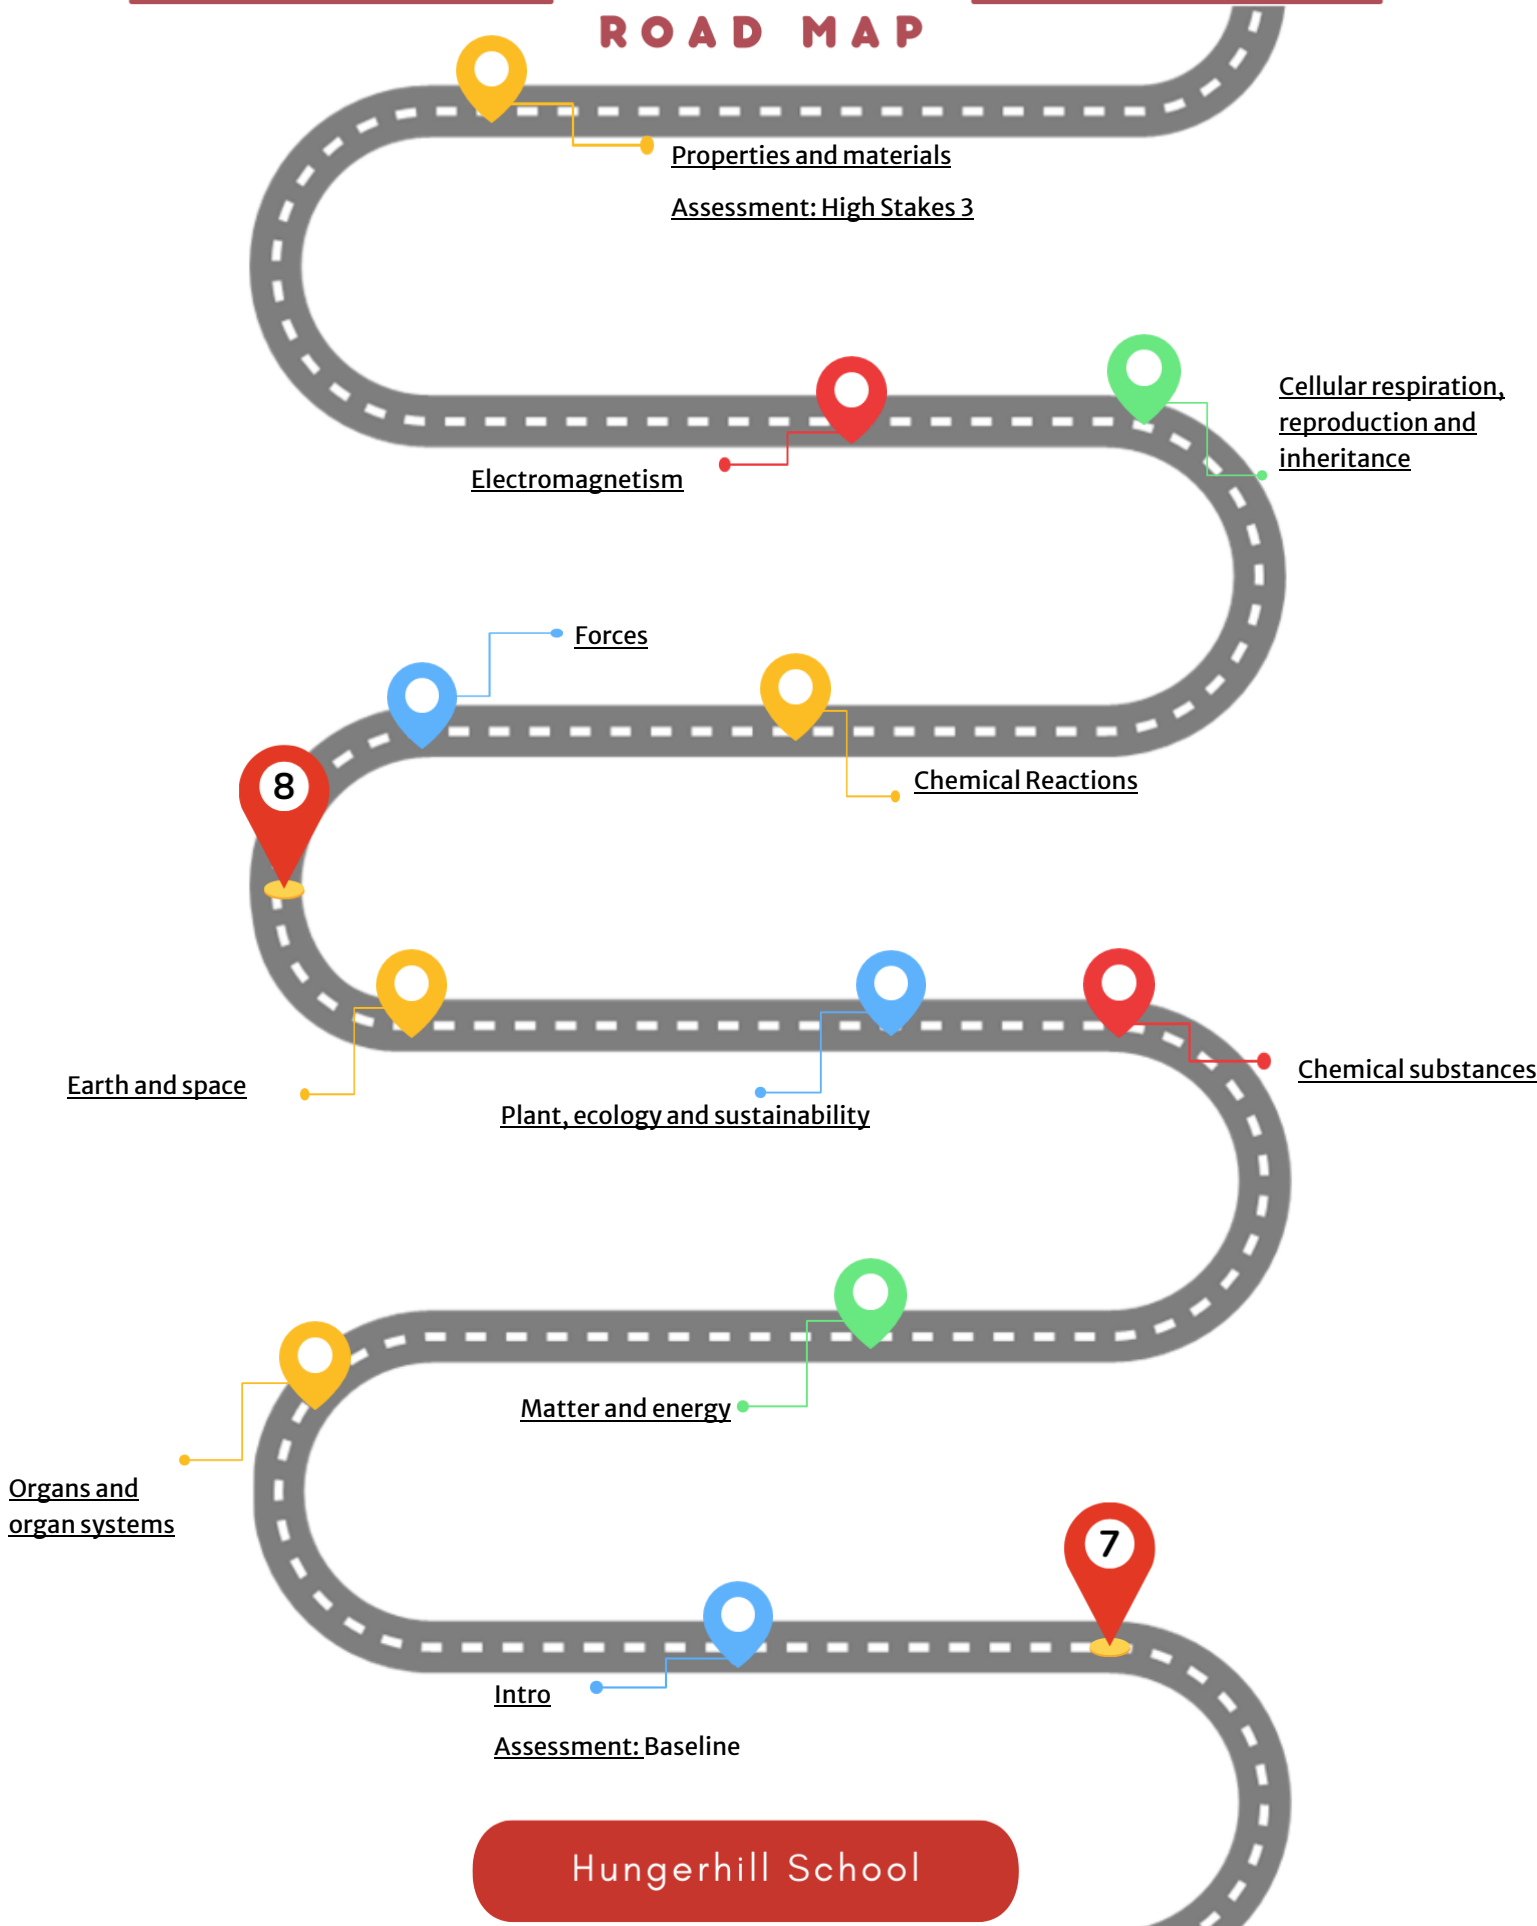 ROAD MAP
Properties and materials
Assessment: High Stakes 3
Cellular respiration,
reproduction and
inheritance
Electromagnetism
Forces
Chemical Reactions
8
Earth and space
Plant, ecology and sustainability
Chemical substances
Matter and energy
Organs and
organ systems
7
Intro
Assessment: Baseline
Hungerhill School